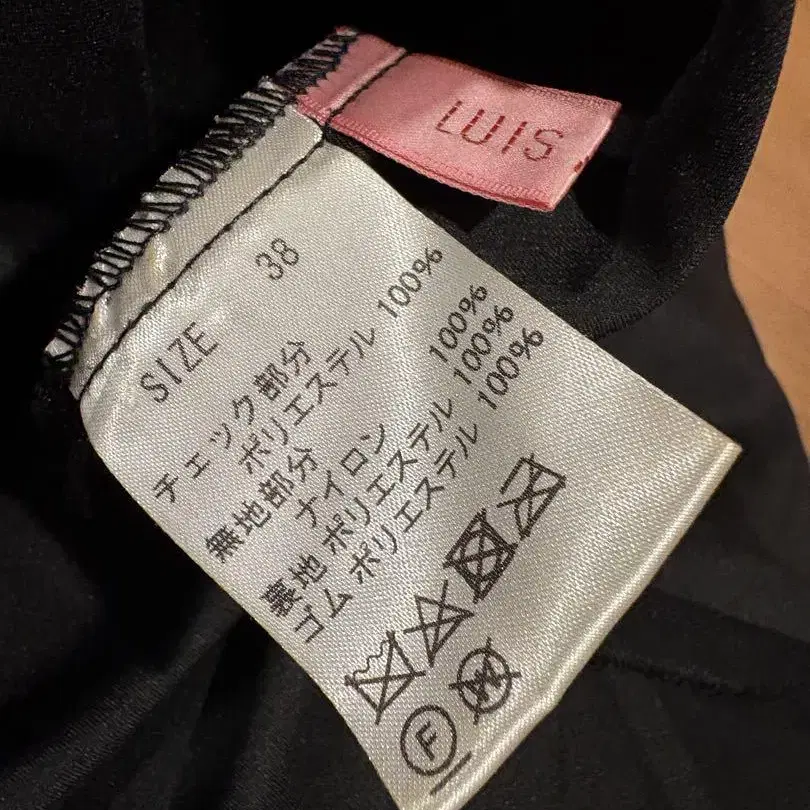 LUIS
SIZE 38
チェック部分
ポリエステル 100%
無地部分
ナイロン 100%
裏地 ポリエステル 100%
ゴム ポリエステル 100%
F
W